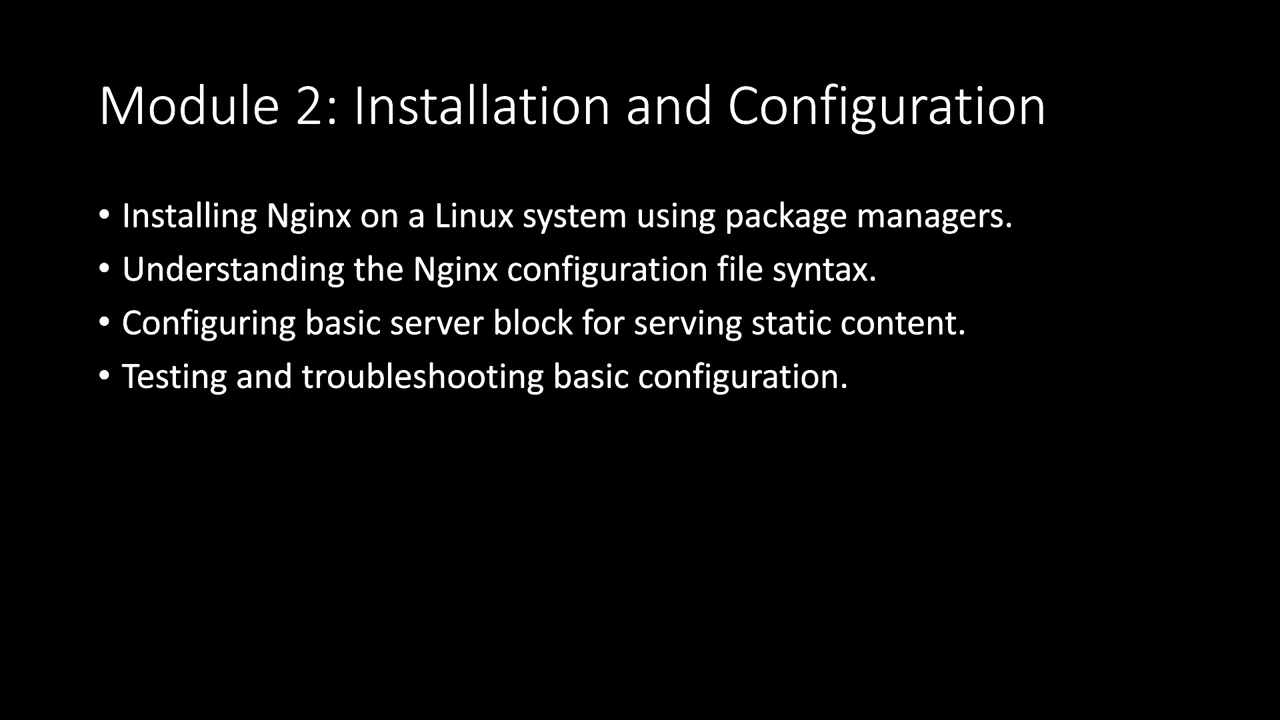 Module 2: Installation and Configuration
• Installing Nginx on a Linux system using package managers.
• Understanding the Nginx configuration file syntax.
• Configuring basic server block for serving static content.
• Testing and troubleshooting basic configuration.